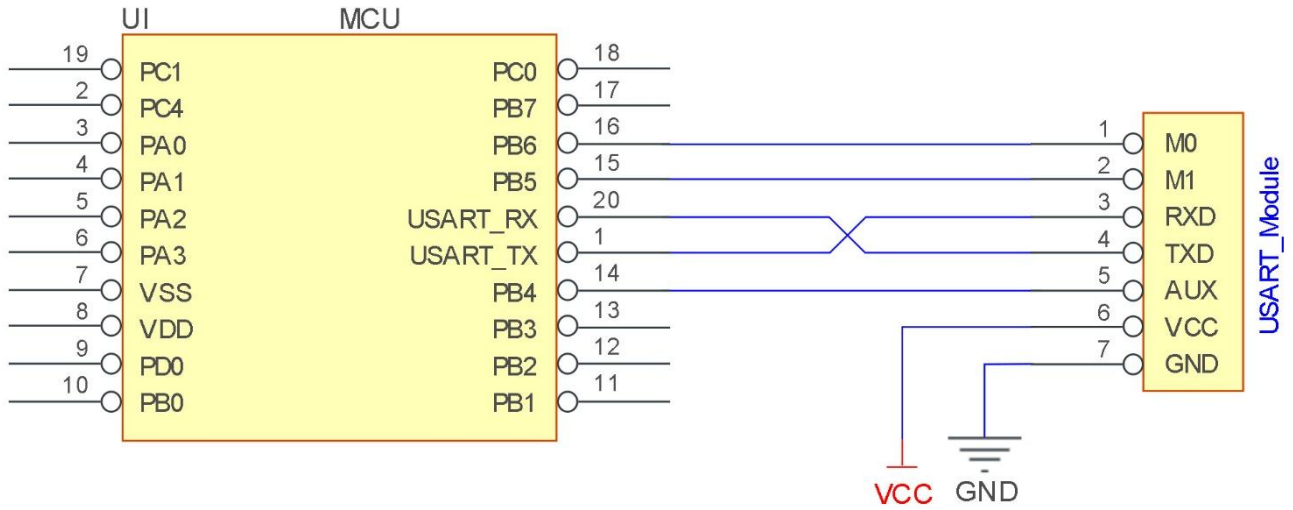 UI MCU
19 PC1 PC0 18
2 PC4 PB7 17
3 PA0 PB6 16
4 PA1 PB5 15
5 PA2 USART_RX 20
6 PA3 USART_TX 1
7 VSS PB4 14
8 VDD PB3 13
9 PD0 PB2 12
10 PB0 PB1 11
1 M0
2 M1
3 RXD
4 TXD
5 AUX
6 VCC
7 GND
USART_Module
VCC GND